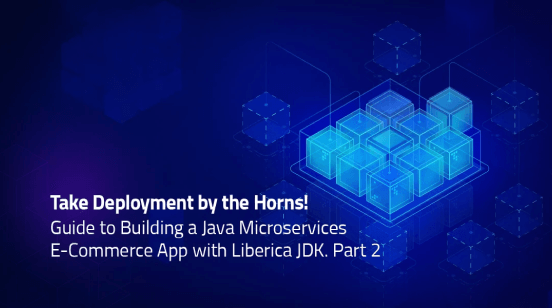 Take Deployment by the Horns!
Guide to Building a Java Microservices
E-Commerce App with Liberica JDK. Part 2